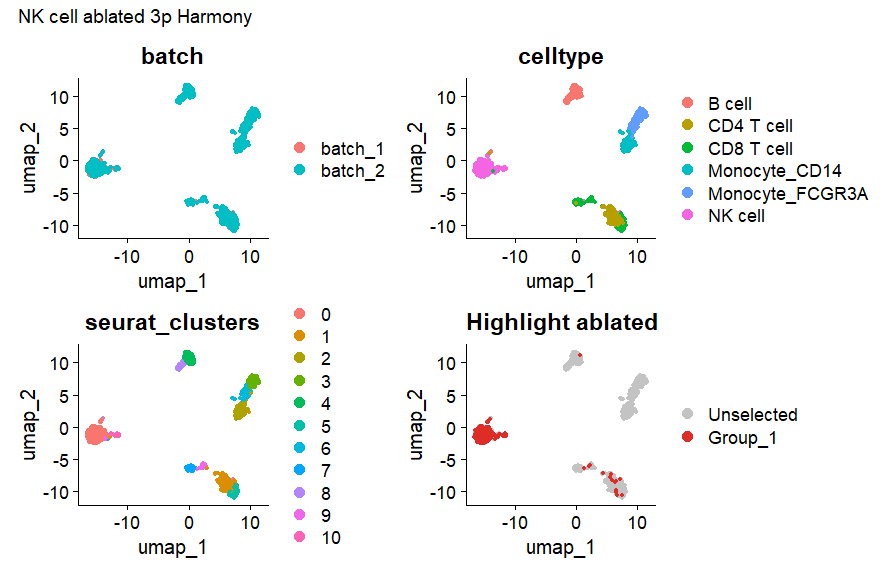 NK cell ablated 3p Harmony
batch
umap_2
10
5
0
-5
-10
-10
0
10
umap_1
batch_1
batch_2
celltype
umap_2
10
5
0
-5
-10
-10
0
10
umap_1
B cell
CD4 T cell
CD8 T cell
Monocyte_CD14
Monocyte_FCGR3A
NK cell
seurat_clusters
umap_2
10
5
0
-5
-10
-10
0
10
umap_1
0
1
2
3
4
5
6
7
8
9
10
Highlight ablated
umap_2
10
5
0
-5
-10
-10
0
10
umap_1
Unselected
Group_1